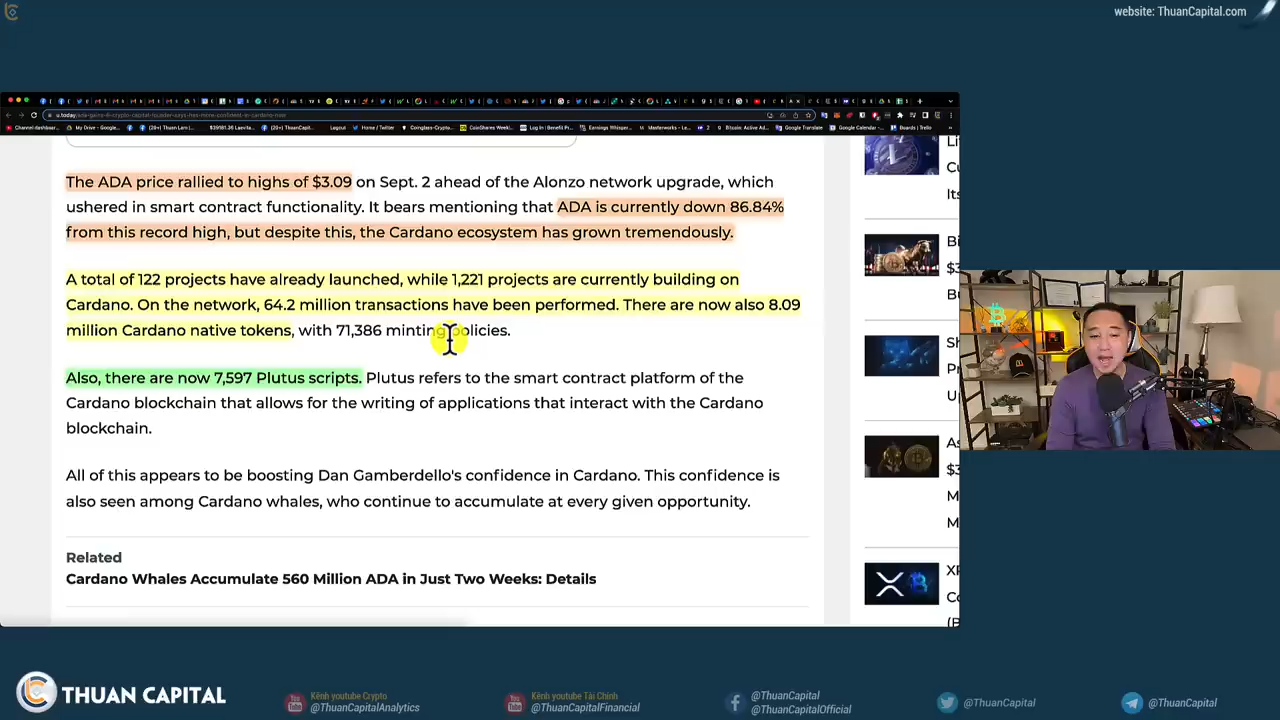 website: ThuanCapital.com
The ADA price rallied to highs of $3.09 on Sept. 2 ahead of the Alonzo network upgrade, which
ushered in smart contract functionality. It bears mentioning that ADA is currently down 86.84%
from this record high, but despite this, the Cardano ecosystem has grown tremendously.
A total of 122 projects have already launched, while 1,221 projects are currently building on
Cardano. On the network, 64.2 million transactions have been performed. There are now also 8.09
million Cardano native tokens, with 71,386 minting policies.
Also, there are now 7,597 Plutus scripts. Plutus refers to the smart contract platform of the
Cardano blockchain that allows for the writing of applications that interact with the Cardano
blockchain.
All of this appears to be boosting Dan Gamberdello's confidence in Cardano. This confidence is
also seen among Cardano whales, who continue to accumulate at every given opportunity.
Related
Cardano Whales Accumulate 560 Million ADA in Just Two Weeks: Details
THUAN CAPITAL
Kênh youtube Crypto
@ThuanCapitalAnalytics
Kênh youtube Tài Chính
@ThuanCapitalFinancial
@ThuanCapital
@ThuanCapitalOfficial
@ThuanCapital
@ThuanCapital